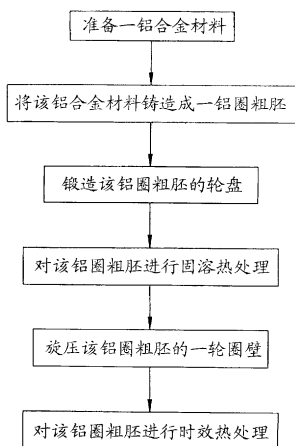 准备一铝合金材料
将该铝合金材料铸造成一铝圈粗胚
锻造该铝圈粗胚的轮盘
对该铝圈粗胚进行固溶热处理
旋压该铝圈粗胚的一轮圈壁
对该铝圈粗胚进行时效热处理